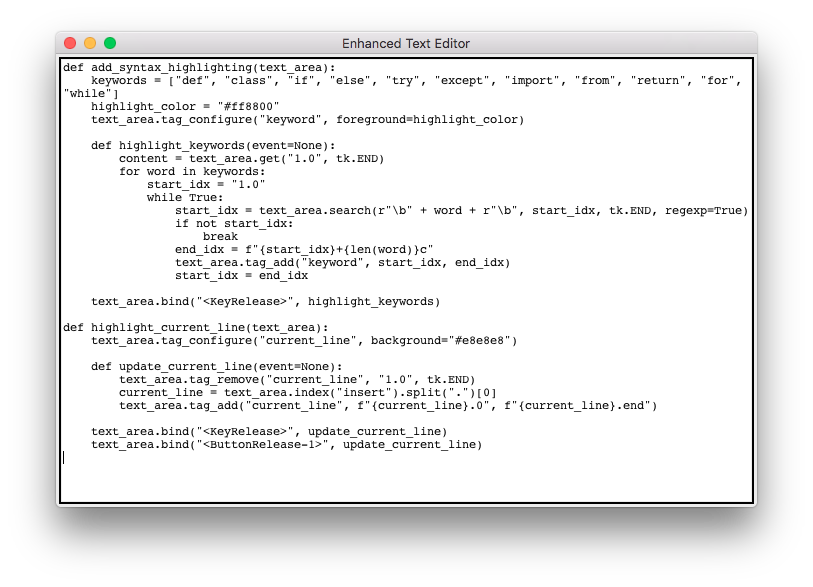 Enhanced Text Editor
def add_syntax_highlighting(text_area):
    keywords = ["def", "class", "if", "else", "try", "except", "import", "from", "return", "for",
"while"]
    highlight_color = "#ff8800"
    text_area.tag_configure("keyword", foreground=highlight_color)

    def highlight_keywords(event=None):
        content = text_area.get("1.0", tk.END)
        for word in keywords:
            start_idx = "1.0"
            while True:
                start_idx = text_area.search(r"\b" + word + r"\b", start_idx, tk.END, regexp=True)
                if not start_idx:
                    break
                end_idx = f"{start_idx}+{len(word)}c"
                text_area.tag_add("keyword", start_idx, end_idx)
                start_idx = end_idx

    text_area.bind("<KeyRelease>", highlight_keywords)

def highlight_current_line(text_area):
    text_area.tag_configure("current_line", background="#e8e8e8")

    def update_current_line(event=None):
        text_area.tag_remove("current_line", "1.0", tk.END)
        current_line = text_area.index("insert").split(".")[0]
        text_area.tag_add("current_line", f"{current_line}.0", f"{current_line}.end")

    text_area.bind("<KeyRelease>", update_current_line)
    text_area.bind("<ButtonRelease-1>", update_current_line)